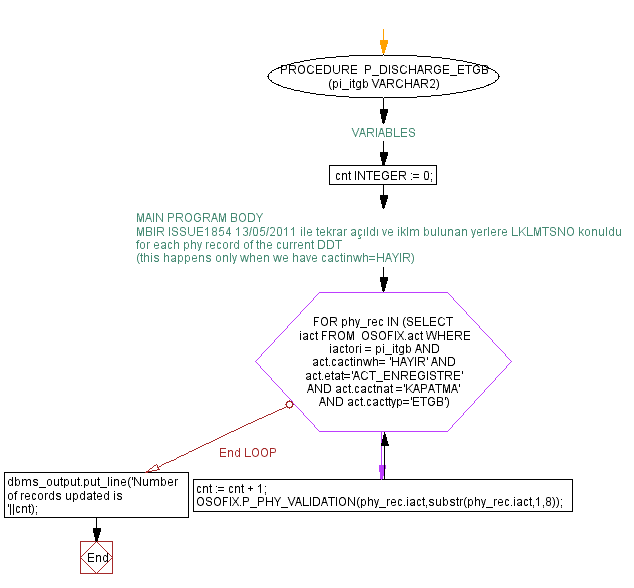 PROCEDURE P_DISCHARGE_ETGB
(pi_itgb VARCHAR2)
VARIABLES
cnt INTEGER := 0;
MAIN PROGRAM BODY
MBIR ISSUE1854 13/05/2011 ile tekrar açıldı ve iklm bulunan yerlere LKLMTSNO konuldu
for each phy record of the current DDT
(this happens only when we have cactinwh=HAYIR)
FOR phy_rec IN (SELECT
iact FROM OSOFIX.act WHERE
iactori = pi_itgb AND
act.cactinwh= 'HAYIR' AND
act.etat='ACT_ENREGISTRE'
AND act.cactnat ='KAPATMA'
AND act.cacttyp='ETGB')
End LOOP
dbms_output.put_line('Number
of records updated is
'||cnt);
cnt := cnt + 1;
OSOFIX.P_PHY_VALIDATION(phy_rec.iact,substr(phy_rec.iact,1,8));
End